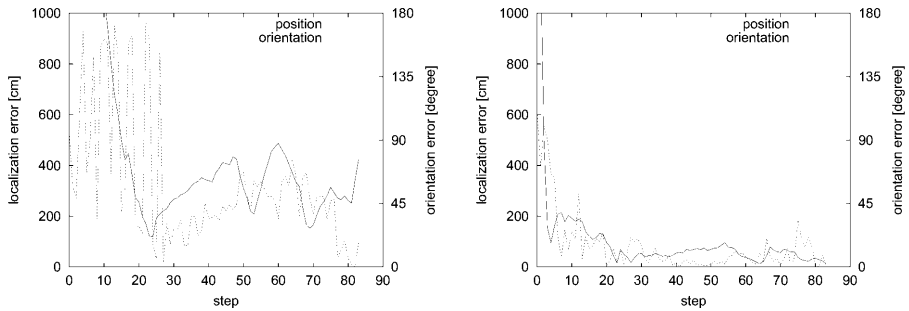 position
orientation
1000
800
600
400
200
0
180
135
90
45
0
localization error [cm]
orientation error [degree]
0 10 20 30 40 50 60 70 80 90
step
position
orientation
1000
800
600
400
200
0
180
135
90
45
0
localization error [cm]
orientation error [degree]
0 10 20 30 40 50 60 70 80 90
step